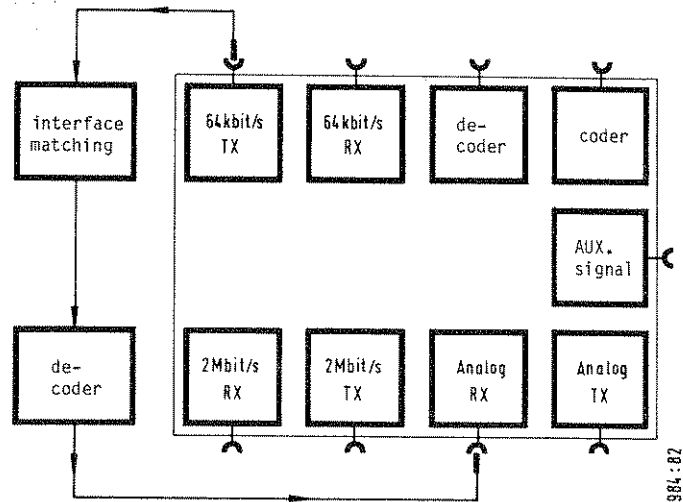 interface
matching
64kbit/s
TX
64kbit/s
RX
de-
coder
coder
AUX.
signal
de-
coder
2Mbit/s
RX
2Mbit/s
TX
Analog
RX
Analog
TX
984:82